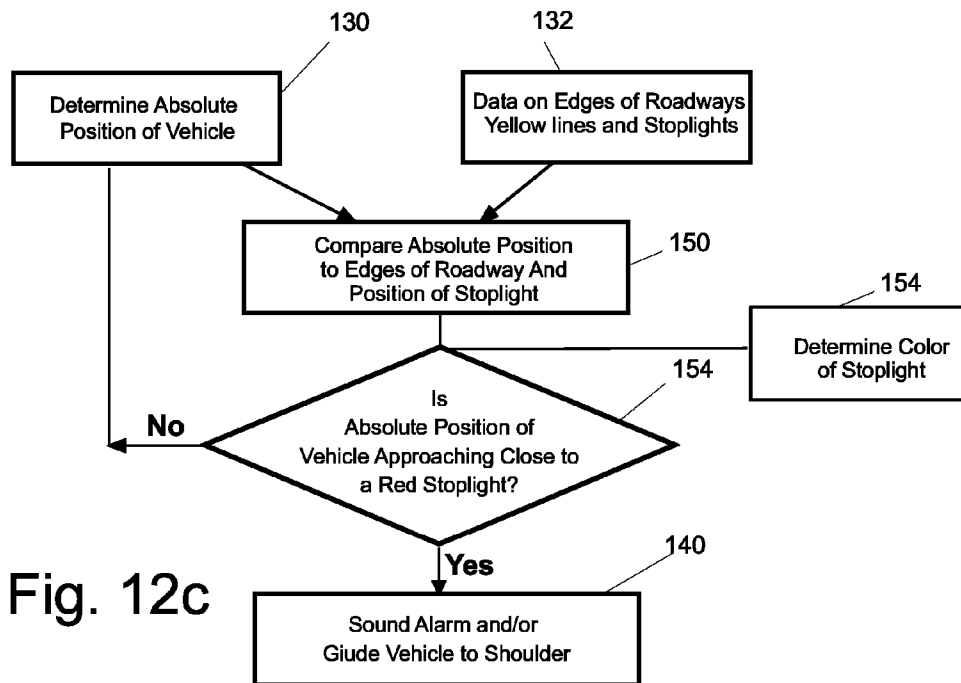 130
132
Determine Absolute
Position of Vehicle
Data on Edges of Roadways
Yellow lines and Stoplights
Compare Absolute Position
to Edges of Roadway And
Position of Stoplight
150
154
Determine Color
of Stoplight
154
Is
Absolute Position of
Vehicle Approaching Close to
a Red Stoplight?
No
Yes
140
Fig. 12c
Sound Alarm and/or
Giude Vehicle to Shoulder